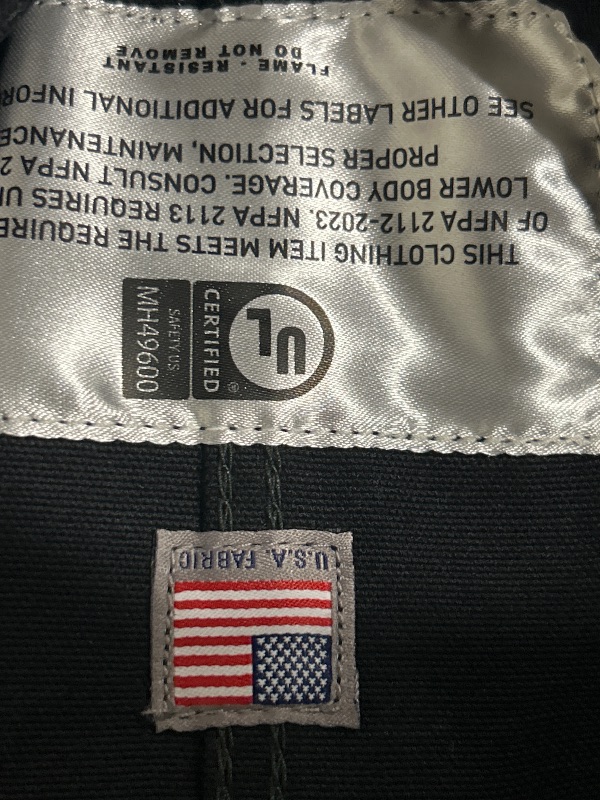 U.S.A. FABRIC
UL
CERTIFIED
®
SAFETY US
MH49600
THIS CLOTHING ITEM MEETS THE
OF NFPA 2112-2023. NFPA 2113 REQUIRES
LOWER BODY COVERAGE. CONSULT NFPA
PROPER SELECTION, MAINTENANCE
SEE OTHER LABELS FOR ADDITIONAL
FLAME - RESISTANT
DO NOT REMOVE